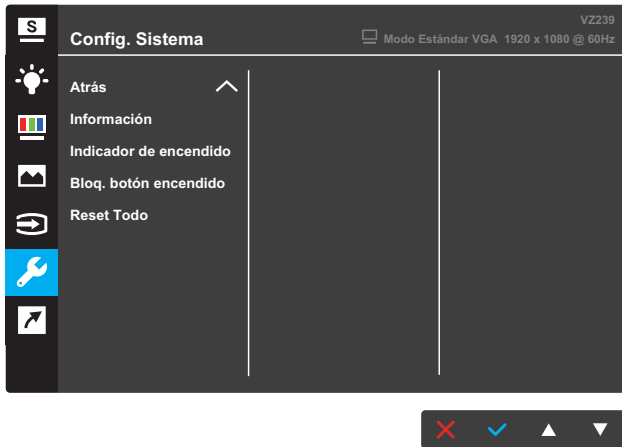 S
VZ239
Config. Sistema
Modo Estándar VGA 1920 x 1080 @ 60Hz
Atrás
Información
Indicador de encendido
Bloq. botón encendido
Reset Todo